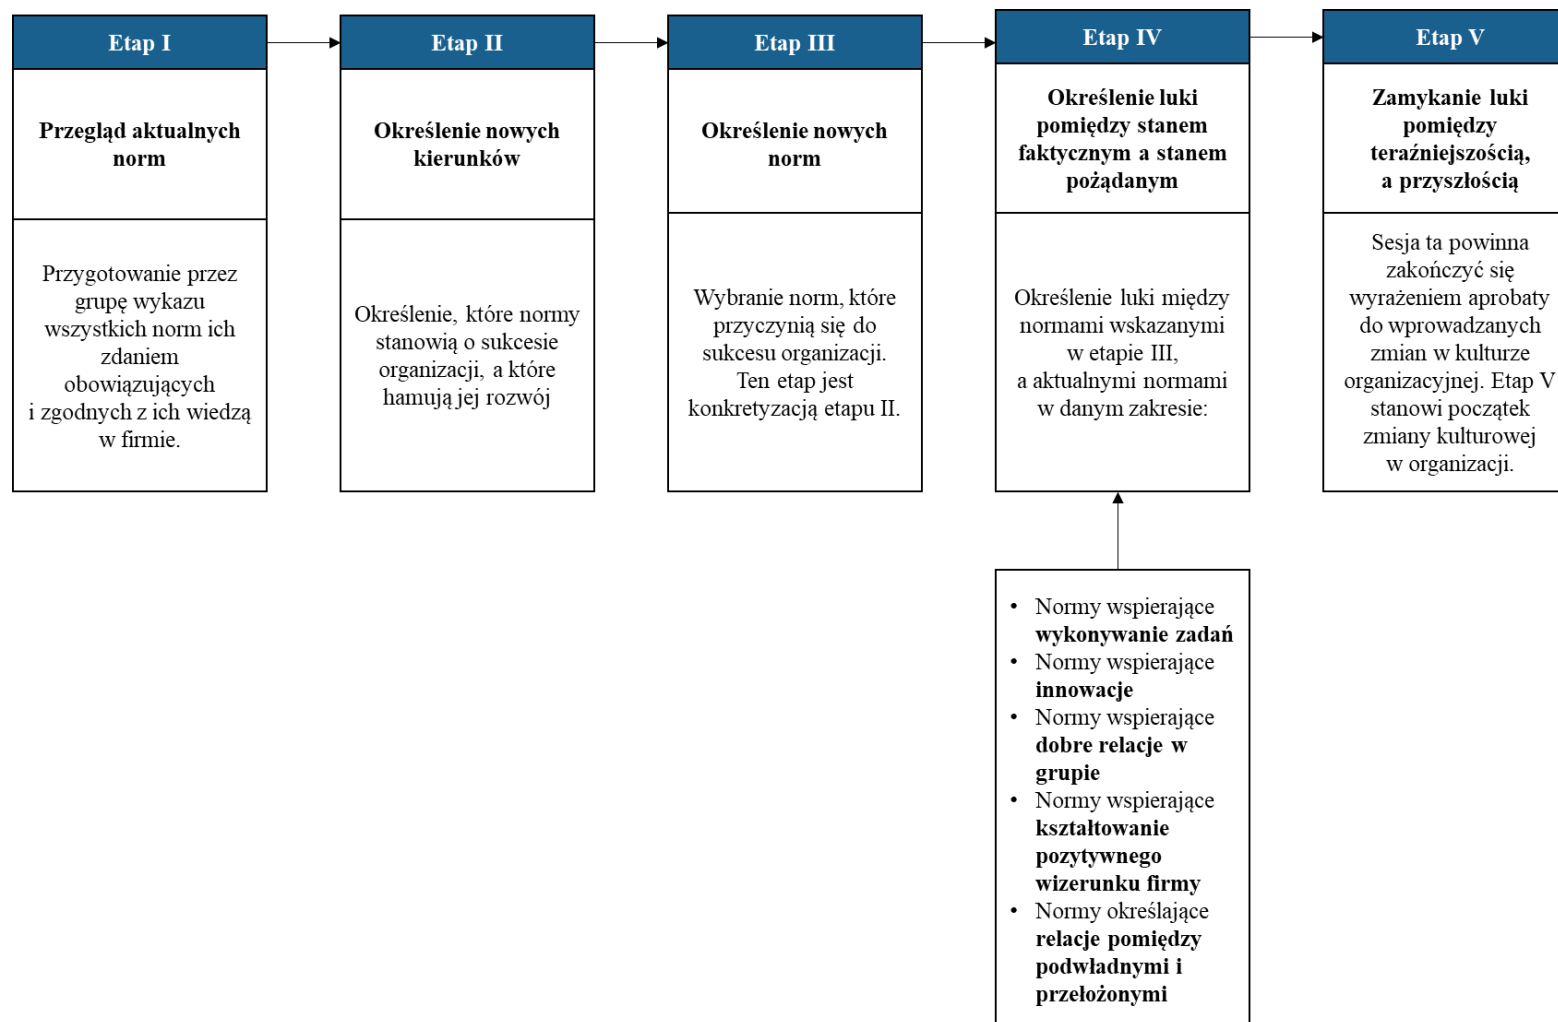 Etap I
Przegląd aktualnych
norm
Przygotowanie przez
grupę wykazu
wszystkich norm ich
zdaniem
obowiązujących
i zgodnych z ich wiedzą
w firmie.
Etap II
Określenie nowych
kierunków
Określenie, które normy
stanowią o sukcesie
organizacji, a które
hamują jej rozwój
Etap III
Określenie nowych
norm
Wybranie norm, które
przyczynią się do
sukcesu organizacji.
Ten etap jest
konkretyzacją etapu II.
Etap IV
Określenie luki
pomiędzy stanem
faktycznym a stanem
pożądanym
Określenie luki między
normami wskazanymi
w etapie III,
a aktualnymi normami
w danym zakresie:
• Normy wspierające
wykonywanie zadań
• Normy wspierające
innowacje
• Normy wspierające
dobre relacje w
grupie
• Normy wspierające
kształtowanie
pozytywnego
wizerunku firmy
• Normy określające
relacje pomiędzy
podwładnymi i
przełożonymi
Etap V
Zamykanie luki
pomiędzy
teraźniejszością,
a przyszłością
Sesja ta powinna
zakończyć się
wyrażeniem aprobaty
do wprowadzanych
zmian w kulturze
organizacyjnej. Etap V
stanowi początek
zmiany kulturowej
w organizacji.